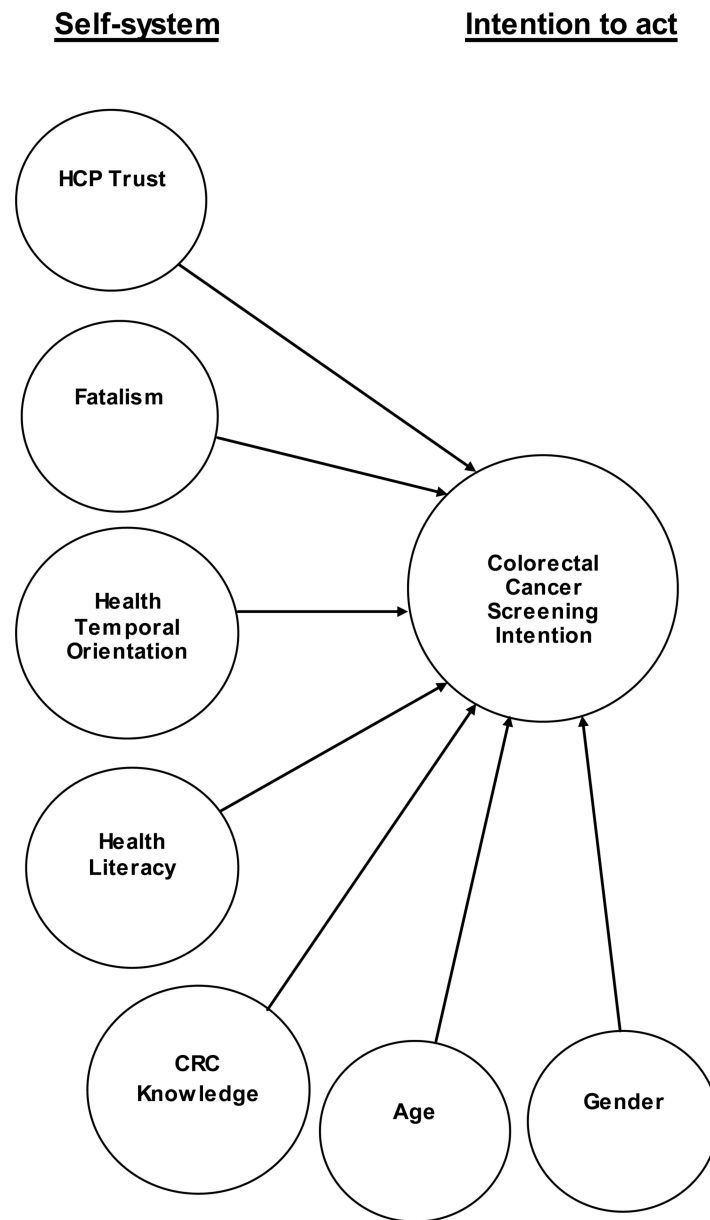 Self-system
Intention to act
HCP Trust
Fatalism
Health
Temporal
Orientation
Colorectal
Cancer
Screening
Intention
Health
Literacy
CRC
Knowledge
Age
Gender